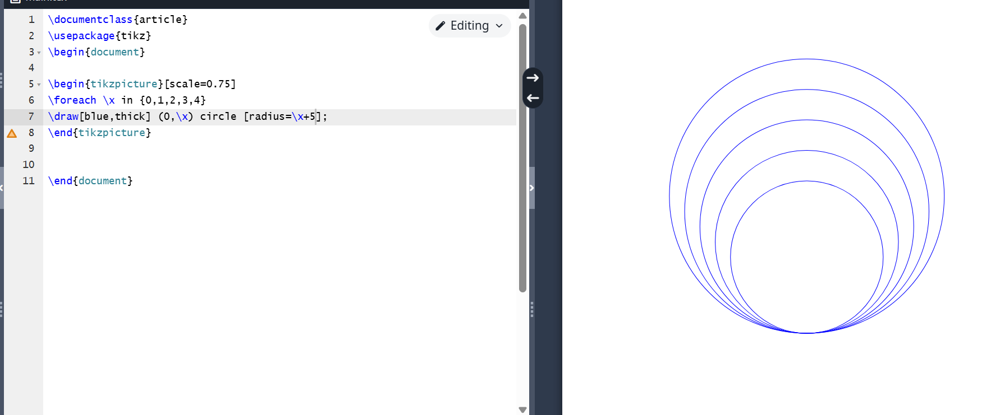 1 \documentclass{article}
Editing
2 \usepackage{tikz}
3 \begin{document}
4
5 \begin{tikzpicture}[scale=0.75]
6 \foreach \x in {0,1,2,3,4}
7 \draw[blue,thick] (0,\x) circle [radius=\x+5];
8 \end{tikzpicture}
9
10
11 \end{document}